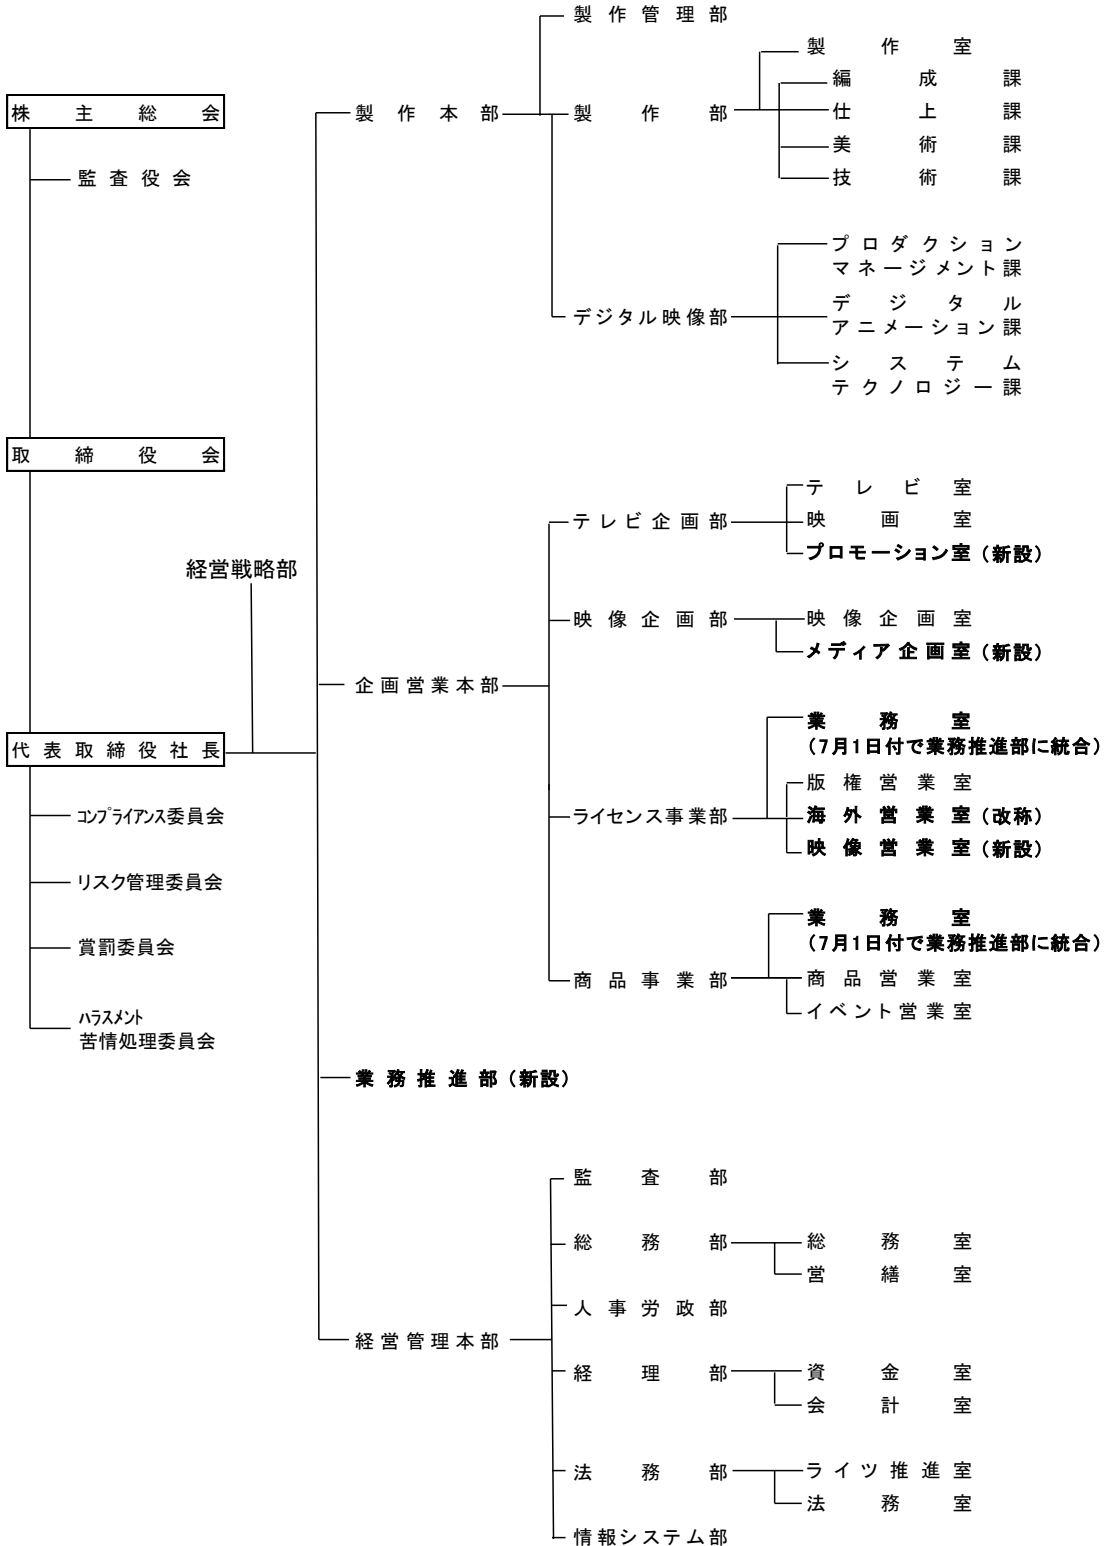 株主総会
監査役会
取締役会
経営戦略部
代表取締役社長
コンプライアンス委員会
リスク管理委員会
賞罰委員会
ハラスメント
苦情処理委員会
製作本部
製作管理部
製作部
製作室
編成課
仕上課
美術課
技術課
デジタル映像部
プロダクション
マネージメント課
デジタル
アニメーション課
システム
テクノロジー課
企画営業本部
テレビ企画部
テレビ室
映画室
プロモーション室（新設）
映像企画部
映像企画室
メディア企画室（新設）
ライセンス事業部
業務室
（7月1日付で業務推進部に統合）
版権営業室
海外営業室（改称）
映像営業室（新設）
商品事業部
業務室
（7月1日付で業務推進部に統合）
商品営業室
イベント営業室
業務推進部（新設）
経営管理本部
監査部
総務部
総務室
営繕室
人事労政部
経理部
資金室
会計室
法務部
ライツ推進室
法務室
情報システム部